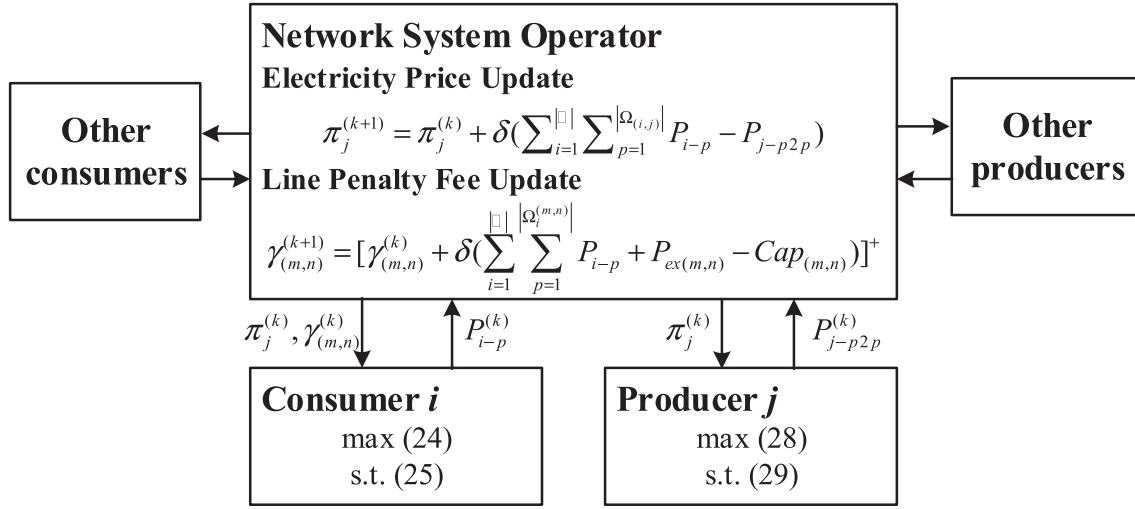 Network System Operator
Electricity Price Update
π_j^{(k+1)} = π_j^{(k)} + δ(∑_{i=1}^{|□|} ∑_{p=1}^{|Ω_{(i,j)}|} P_{i-p} − P_{j-p2p})
Line Penalty Fee Update
γ_{(m,n)}^{(k+1)} = [γ_{(m,n)}^{(k)} + δ(∑_{i=1}^{|□|} ∑_{p=1}^{|Ω_i^{(m,n)}|} P_{i-p} + P_{ex(m,n)} − Cap_{(m,n)})]^+
Other
consumers
Other
producers
π_j^{(k)}, γ_{(m,n)}^{(k)}
P_{i-p}^{(k)}
π_j^{(k)}
P_{j-p2p}^{(k)}
Consumer i
max (24)
s.t. (25)
Producer j
max (28)
s.t. (29)